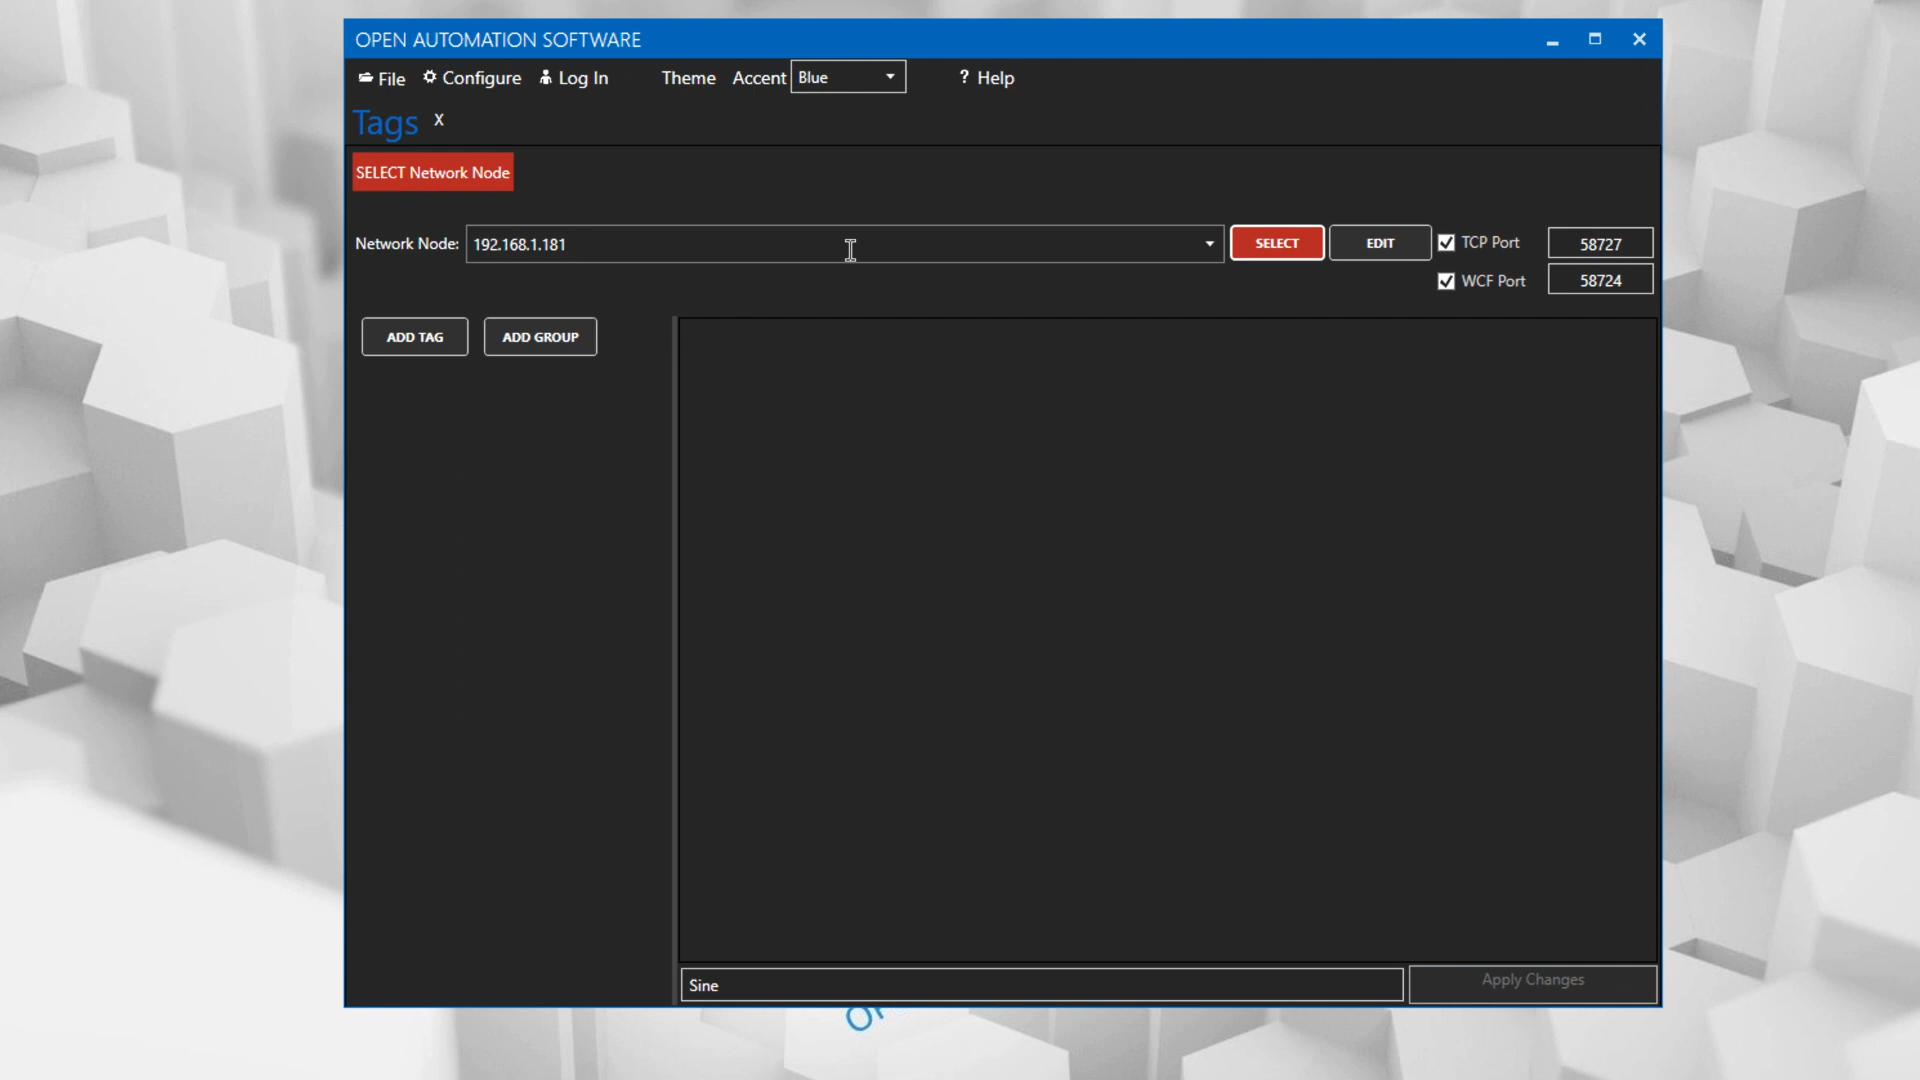 OPEN AUTOMATION SOFTWARE
File Configure Log In Theme Accent Blue ? Help
Tags X
SELECT Network Node
Network Node: 192.168.1.181 SELECT EDIT TCP Port 58727
WCF Port 58724
ADD TAG ADD GROUP
Sine Apply Changes